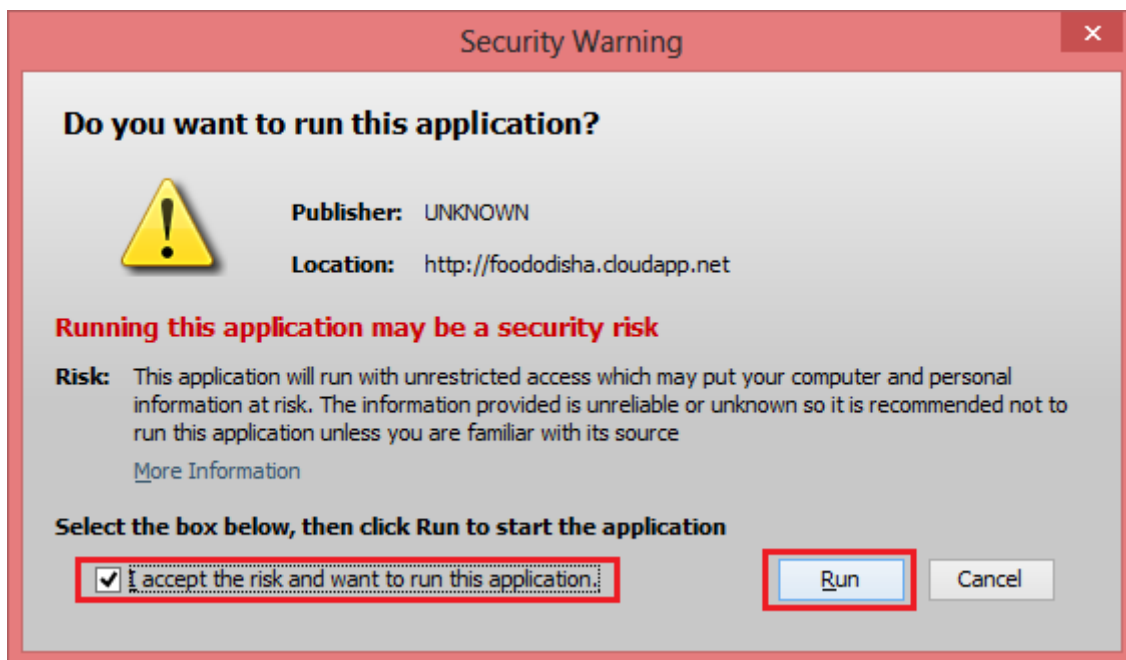 Security Warning
Do you want to run this application?
Publisher: UNKNOWN
Location: http://foododisha.cloudapp.net
Running this application may be a security risk
Risk: This application will run with unrestricted access which may put your computer and personal
information at risk. The information provided is unreliable or unknown so it is recommended not to
run this application unless you are familiar with its source
More Information
Select the box below, then click Run to start the application
I accept the risk and want to run this application. Run Cancel